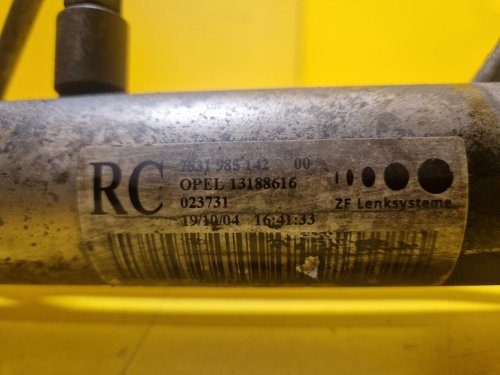 RC
7831 985 142 00
OPEL 13188616
023731
19/10/04 16:41:33
ZF Lenksysteme